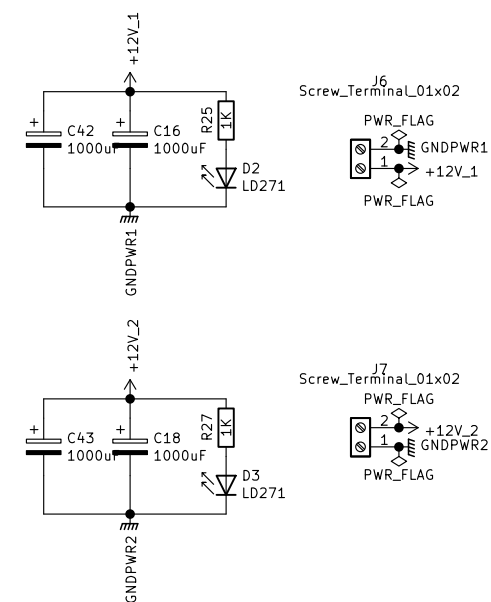 +12V_1
J6
Screw_Terminal_01x02
+
C42
1000uF
+
C16
1000uF
R25
1K
D2
LD271
PWR_FLAG
2
GNDPWR1
1
+12V_1
PWR_FLAG
GNDPWR1
+12V_2
J7
Screw_Terminal_01x02
+
C43
1000uF
+
C18
1000uF
R27
1K
D3
LD271
PWR_FLAG
2
+12V_2
1
GNDPWR2
PWR_FLAG
GNDPWR2